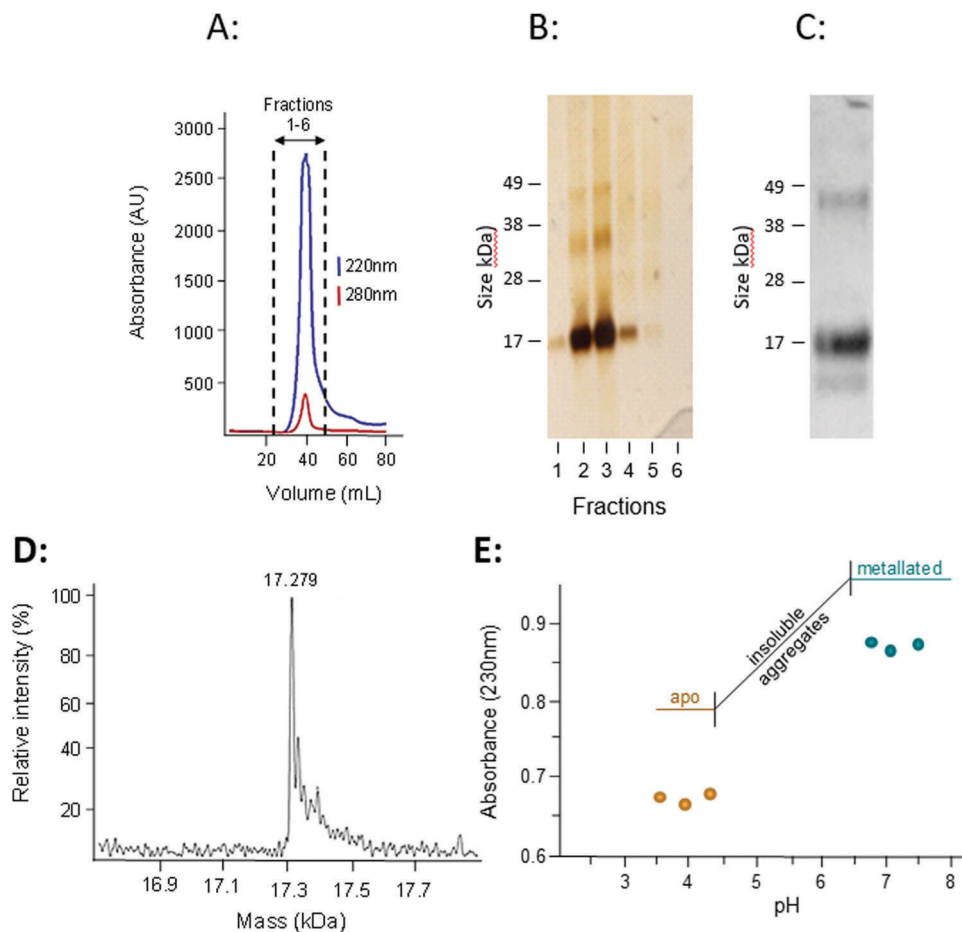 A:
B:
C:
Fractions
1-6
3000
2500
2000
1500
1000
500
Absorbance (AU)
220nm
280nm
20 40 60 80
Volume (mL)
49
38
28
17
Size kDa)
1 2 3 4 5 6
Fractions
49
38
28
17
Size kDa)
D:
17.279
100
80
60
40
20
Relative intensity (%)
16.9 17.1 17.3 17.5 17.7
Mass (kDa)
E:
metallated
insoluble
aggregates
apo
0.9
0.8
0.7
0.6
Absorbance (230nm)
3 4 5 6 7 8
pH